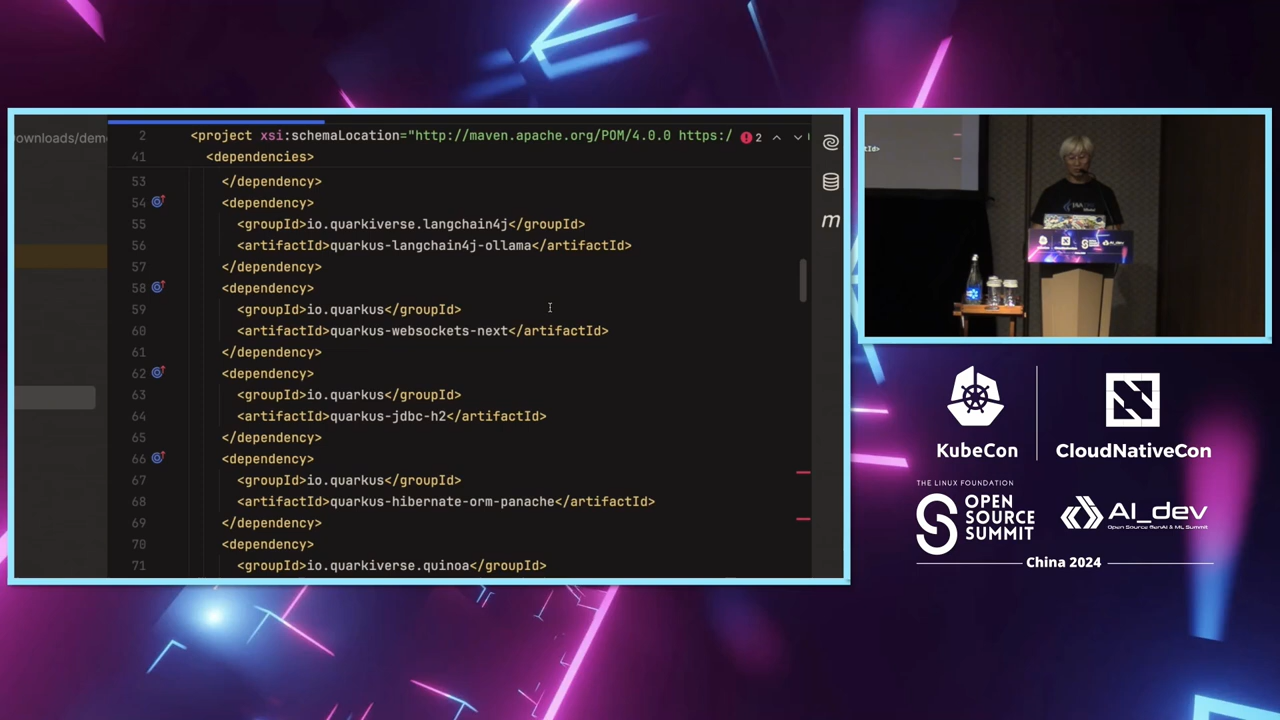 ownloads/dem
2 <project xsi:schemaLocation="http://maven.apache.org/POM/4.0.0 https:/ 2
41 <dependencies>
53 </dependency>
54 <dependency>
55 <groupId>io.quarkiverse.langchain4j</groupId>
56 <artifactId>quarkus-langchain4j-ollama</artifactId>
57 </dependency>
58 <dependency>
59 <groupId>io.quarkus</groupId>
60 <artifactId>quarkus-websockets-next</artifactId>
61 </dependency>
62 <dependency>
63 <groupId>io.quarkus</groupId>
64 <artifactId>quarkus-jdbc-h2</artifactId>
65 </dependency>
66 <dependency>
67 <groupId>io.quarkus</groupId>
68 <artifactId>quarkus-hibernate-orm-panache</artifactId>
69 </dependency>
70 <dependency>
71 <groupId>io.quarkiverse.quinoa</groupId>
m
KubeCon
CloudNativeCon
THE LINUX FOUNDATION
OPEN
SOURCE
SUMMIT
AI_dev
Open Source GenAI & ML Summit
China 2024